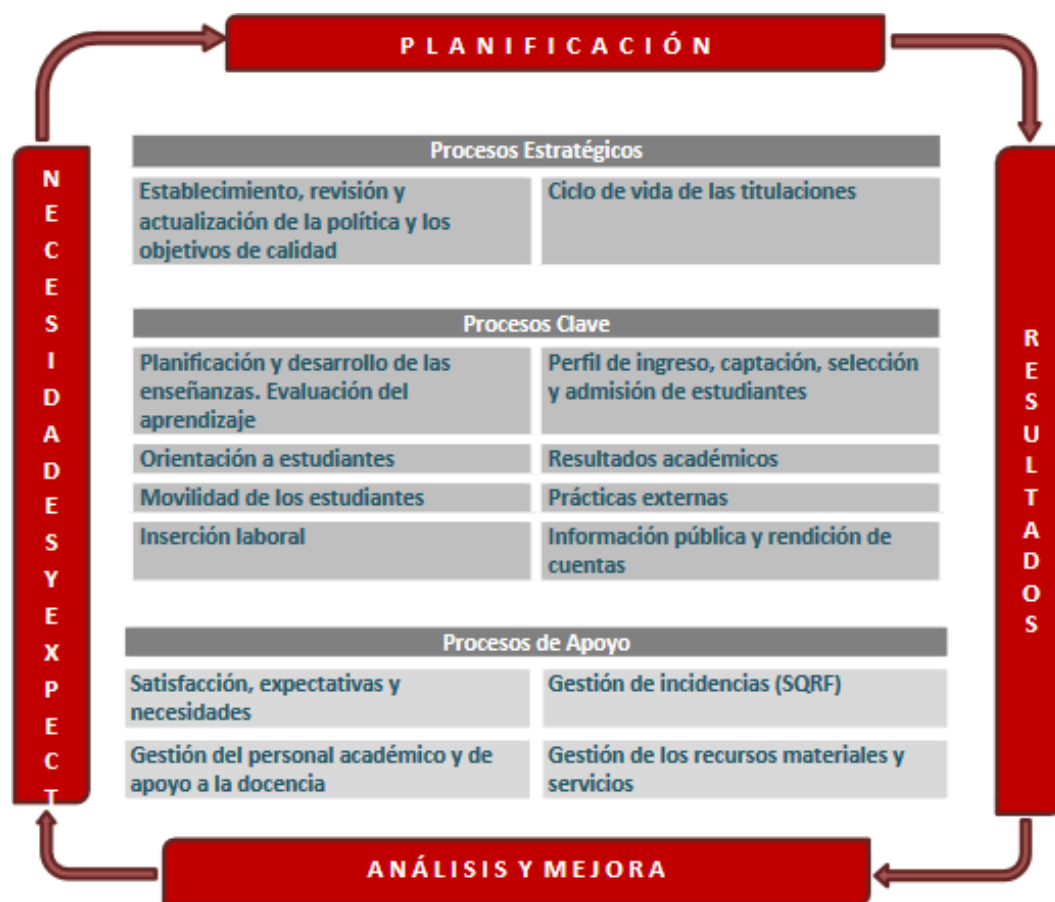 PLANIFICACIÓN
NECESIDADES Y EXPECT
Procesos Estratégicos
Establecimiento, revisión y
actualización de la política y los
objetivos de calidad
Ciclo de vida de las titulaciones
Procesos Clave
Planificación y desarrollo de las
enseñanzas. Evaluación del
aprendizaje
Perfil de ingreso, captación, selección
y admisión de estudiantes
Orientación a estudiantes
Resultados académicos
Movilidad de los estudiantes
Prácticas externas
Inserción laboral
Información pública y rendición de
cuentas
Procesos de Apoyo
Satisfacción, expectativas y
necesidades
Gestión de incidencias (SQRF)
Gestión del personal académico y de
apoyo a la docencia
Gestión de los recursos materiales y
servicios
RESULTADOS
ANÁLISIS Y MEJORA